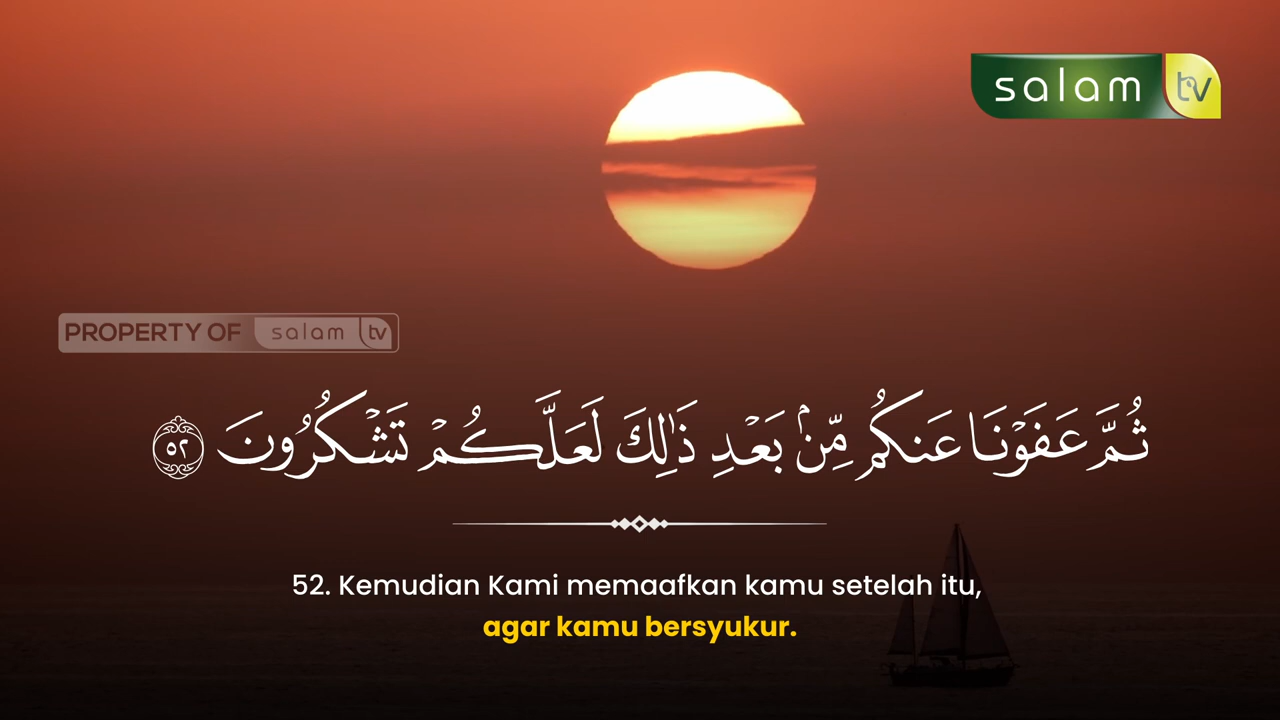 salam tv
PROPERTY OF salam tv
ثُمَّ عَفَوْنَا عَنكُم مِّنۢ بَعْدِ ذَٰلِكَ لَعَلَّكُمْ تَشْكُرُونَ ٥٢
52. Kemudian Kami memaafkan kamu setelah itu,
agar kamu bersyukur.